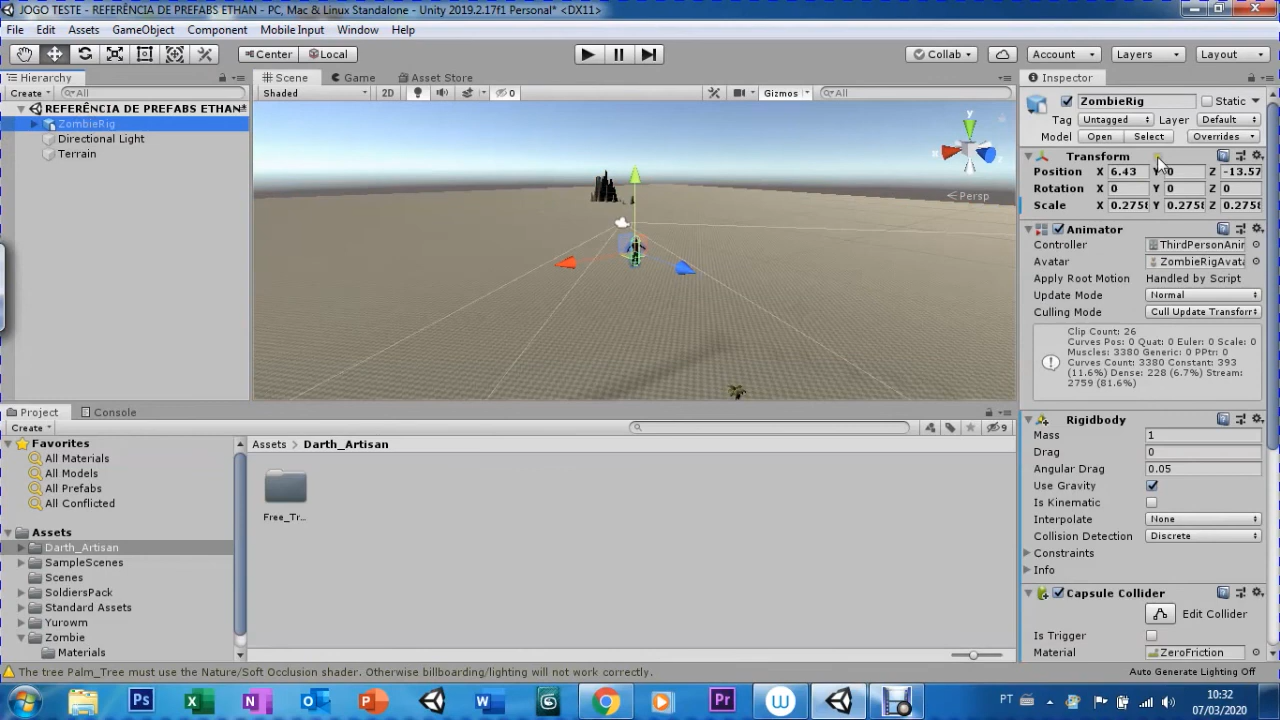 JOGO TESTE - REFERÊNCIA DE PREFABS ETHAN - PC, Mac & Linux Standalone - Unity 2019.2.17f1 Personal* <DX11>
File Edit Assets GameObject Component Mobile Input Window Help
Center Local Collab Account Layers Layout
Hierarchy
Create All
REFERÊNCIA DE PREFABS ETHAN
ZombieRig
Directional Light
Terrain
Scene Game Asset Store
Shaded 2D 0 Gizmos All
y
x
Persp
Inspector
ZombieRig Static
Tag Untagged Layer Default
Model Open Select Overrides
Transform
Position X 6.43 Y 0 Z -13.57
Rotation X 0 Y 0 Z 0
Scale X 0.2758 Y 0.2758 Z 0.2758
Animator
Controller ThirdPersonAnim
Avatar ZombieRigAvata
Apply Root Motion Handled by Script
Update Mode Normal
Culling Mode Cull Update Transform
Clip Count: 26
Curves Pos: 0 Quat: 0 Euler: 0 Scale: 0
Muscles: 3380 Generic: 0 PPtr: 0
Curves Count: 3380 Constant: 393
(11.6%) Dense: 228 (6.7%) Stream:
2759 (81.6%)
Rigidbody
Mass 1
Drag 0
Angular Drag 0.05
Use Gravity
Is Kinematic
Interpolate None
Collision Detection Discrete
Constraints
Info
Capsule Collider
Edit Collider
Is Trigger
Material ZeroFriction
Project Console
Create 9
Favorites
All Materials
All Models
All Prefabs
All Conflicted
Assets
Darth_Artisan
SampleScenes
Scenes
SoldiersPack
Standard Assets
Yurowm
Zombie
Materials
Assets Darth_Artisan
Free_Tr...
The tree Palm_Tree must use the Nature/Soft Occlusion shader. Otherwise billboarding/lighting will not work correctly.
Auto Generate Lighting Off
PT
10:32
07/03/2020